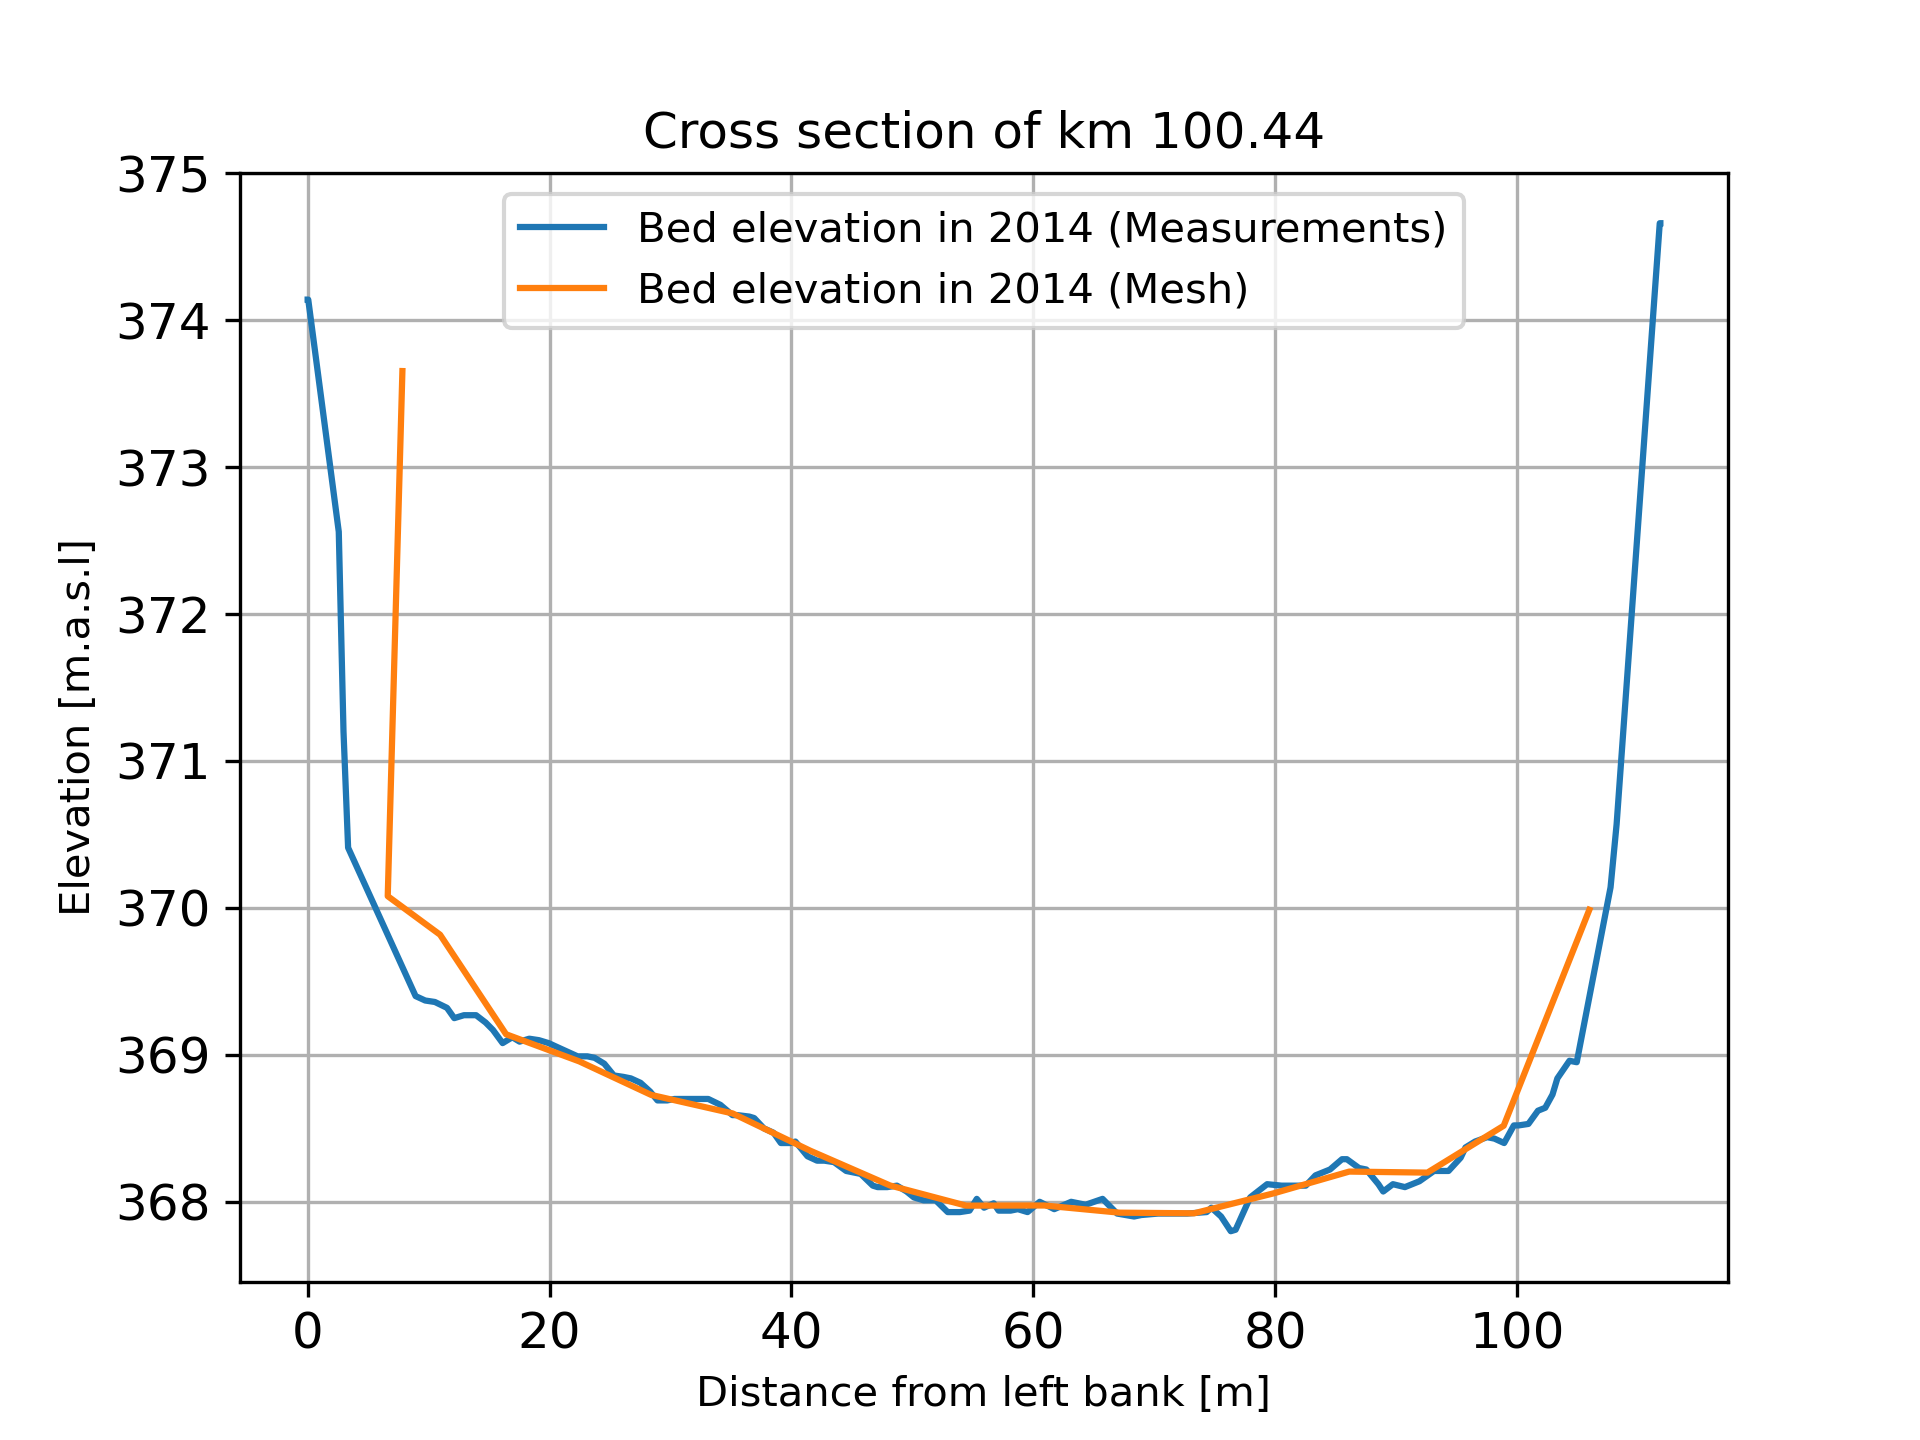 Cross section of km 100.44
Bed elevation in 2014 (Measurements)
Bed elevation in 2014 (Mesh)
375
374
373
372
371
370
369
368
Elevation [m.a.s.l]
0 20 40 60 80 100
Distance from left bank [m]